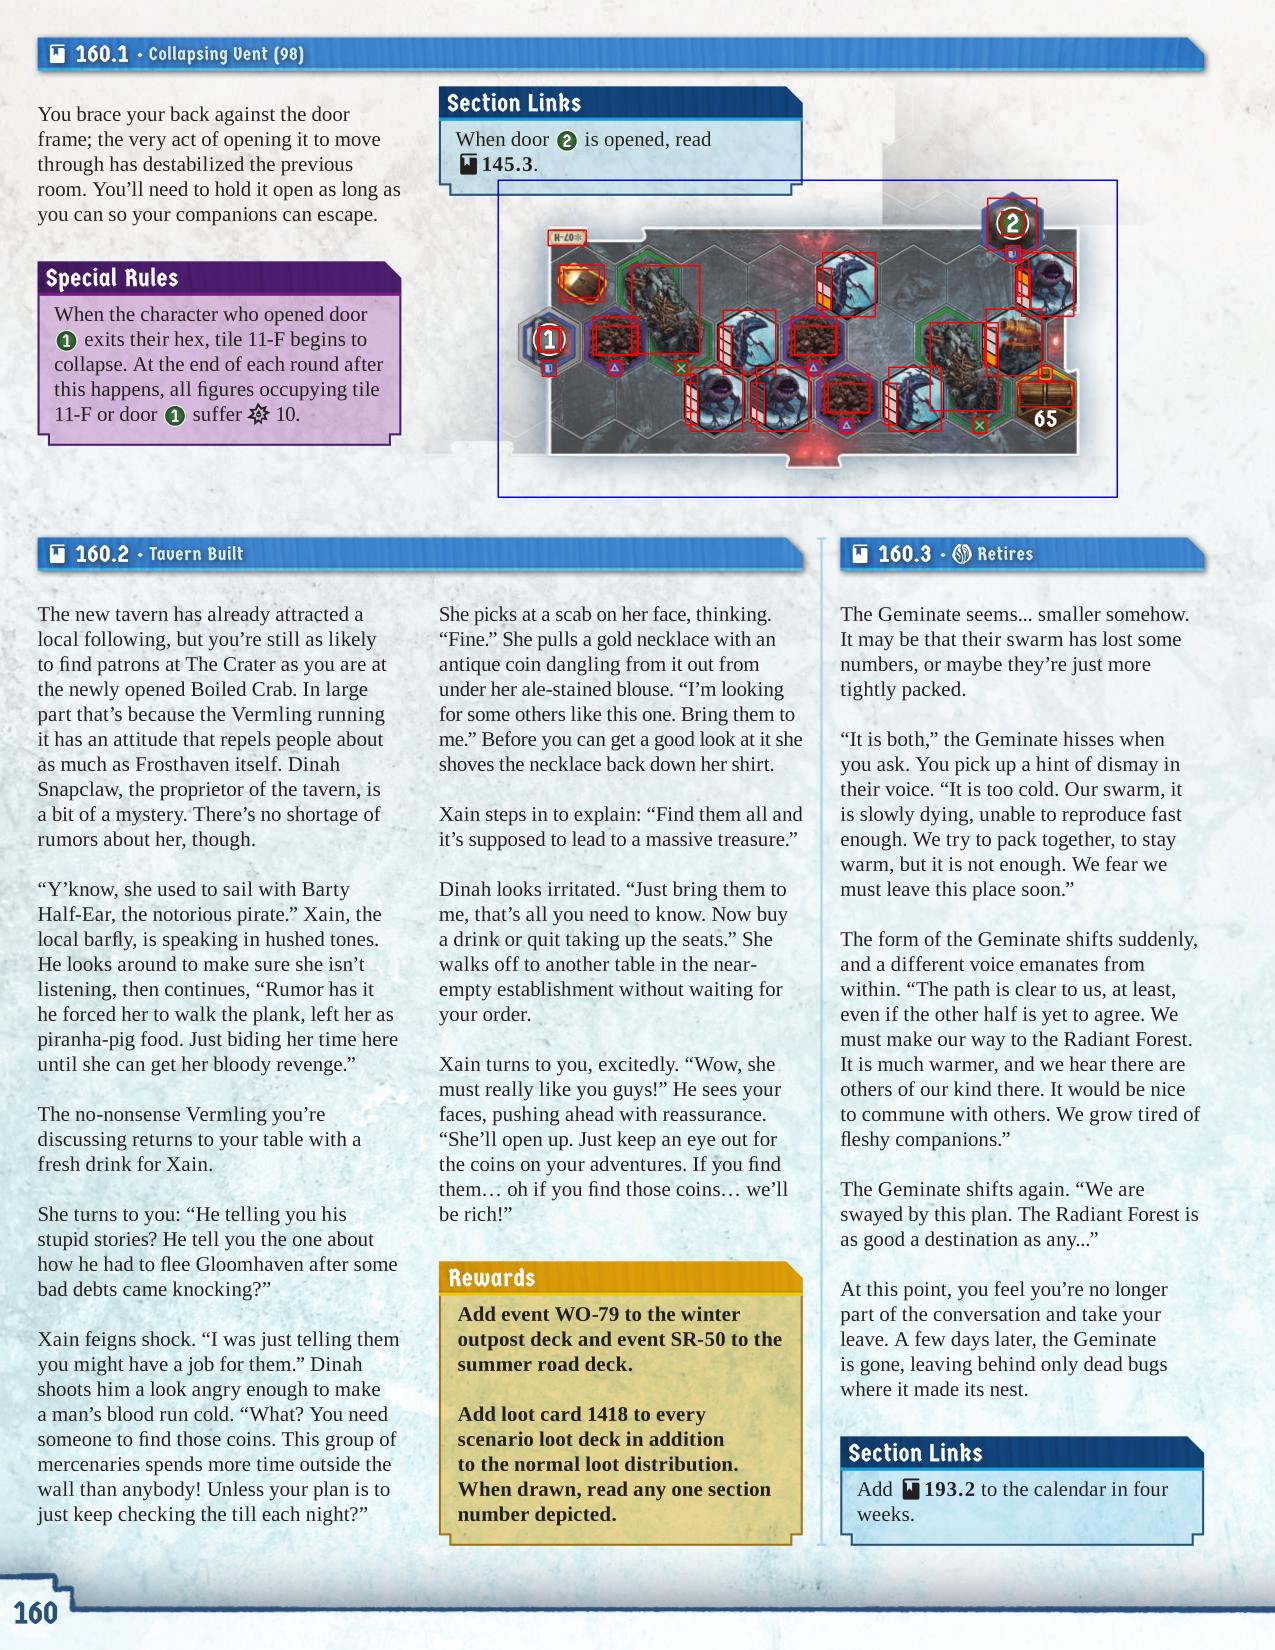 160.1 • Collapsing Vent (98)
You brace your back against the door
frame; the very act of opening it to move
through has destabilized the previous
room. You’ll need to hold it open as long as
you can so your companions can escape.
Special Rules
When the character who opened door
1 exits their hex, tile 11-F begins to
collapse. At the end of each round after
this happens, all figures occupying tile
11-F or door 1 suffer 10.
Section Links
When door 2 is opened, read
145.3.
2
1
65
160.2 • Tavern Built
The new tavern has already attracted a
local following, but you’re still as likely
to find patrons at The Crater as you are at
the newly opened Boiled Crab. In large
part that’s because the Vermling running
it has an attitude that repels people about
as much as Frosthaven itself. Dinah
Snapclaw, the proprietor of the tavern, is
a bit of a mystery. There’s no shortage of
rumors about her, though.
“Y’know, she used to sail with Barty
Half-Ear, the notorious pirate.” Xain, the
local barfly, is speaking in hushed tones.
He looks around to make sure she isn’t
listening, then continues, “Rumor has it
he forced her to walk the plank, left her as
piranha-pig food. Just biding her time here
until she can get her bloody revenge.”
The no-nonsense Vermling you’re
discussing returns to your table with a
fresh drink for Xain.
She turns to you: “He telling you his
stupid stories? He tell you the one about
how he had to flee Gloomhaven after some
bad debts came knocking?”
Xain feigns shock. “I was just telling them
you might have a job for them.” Dinah
shoots him a look angry enough to make
a man’s blood run cold. “What? You need
someone to find those coins. This group of
mercenaries spends more time outside the
wall than anybody! Unless your plan is to
just keep checking the till each night?”
She picks at a scab on her face, thinking.
“Fine.” She pulls a gold necklace with an
antique coin dangling from it out from
under her ale-stained blouse. “I’m looking
for some others like this one. Bring them to
me.” Before you can get a good look at it she
shoves the necklace back down her shirt.
Xain steps in to explain: “Find them all and
it’s supposed to lead to a massive treasure.”
Dinah looks irritated. “Just bring them to
me, that’s all you need to know. Now buy
a drink or quit taking up the seats.” She
walks off to another table in the near-
empty establishment without waiting for
your order.
Xain turns to you, excitedly. “Wow, she
must really like you guys!” He sees your
faces, pushing ahead with reassurance.
“She’ll open up. Just keep an eye out for
the coins on your adventures. If you find
them… oh if you find those coins… we’ll
be rich!”
Rewards
Add event WO-79 to the winter
outpost deck and event SR-50 to the
summer road deck.
Add loot card 1418 to every
scenario loot deck in addition
to the normal loot distribution.
When drawn, read any one section
number depicted.
160.3 • Retires
The Geminate seems... smaller somehow.
It may be that their swarm has lost some
numbers, or maybe they’re just more
tightly packed.
“It is both,” the Geminate hisses when
you ask. You pick up a hint of dismay in
their voice. “It is too cold. Our swarm, it
is slowly dying, unable to reproduce fast
enough. We try to pack together, to stay
warm, but it is not enough. We fear we
must leave this place soon.”
The form of the Geminate shifts suddenly,
and a different voice emanates from
within. “The path is clear to us, at least,
even if the other half is yet to agree. We
must make our way to the Radiant Forest.
It is much warmer, and we hear there are
others of our kind there. It would be nice
to commune with others. We grow tired of
fleshy companions.”
The Geminate shifts again. “We are
swayed by this plan. The Radiant Forest is
as good a destination as any...”
At this point, you feel you’re no longer
part of the conversation and take your
leave. A few days later, the Geminate
is gone, leaving behind only dead bugs
where it made its nest.
Section Links
Add 193.2 to the calendar in four
weeks.
160